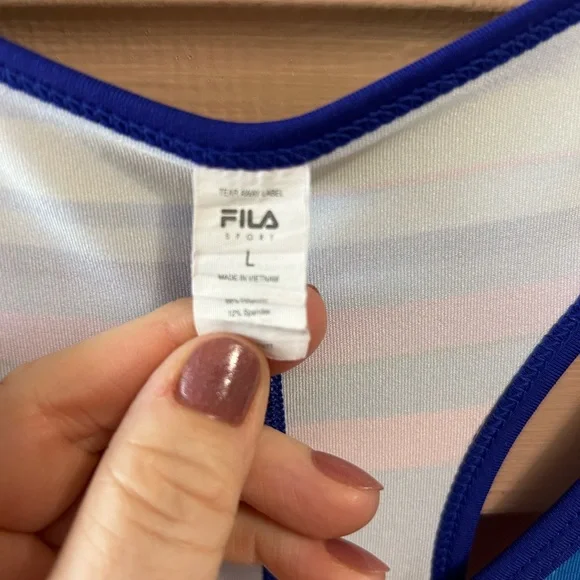 TEAR AWAY LABEL
FILA
SPORT
L
MADE IN VIETNAM
88% Polyester
12% Spandex